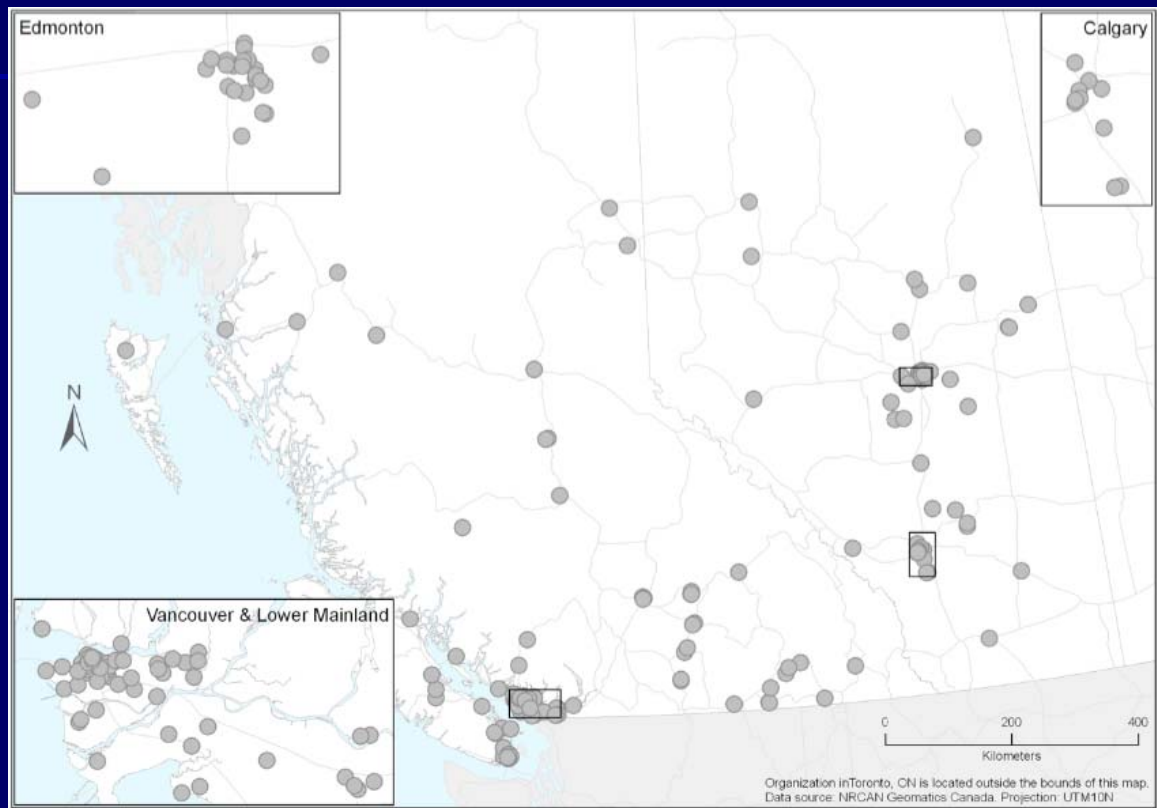 Edmonton
Calgary
N
Vancouver & Lower Mainland
0 200 400
Kilometers
Organization inToronto, ON is located outside the bounds of this map.
Data source: NRCAN Geomatics Canada. Projection: UTM10N